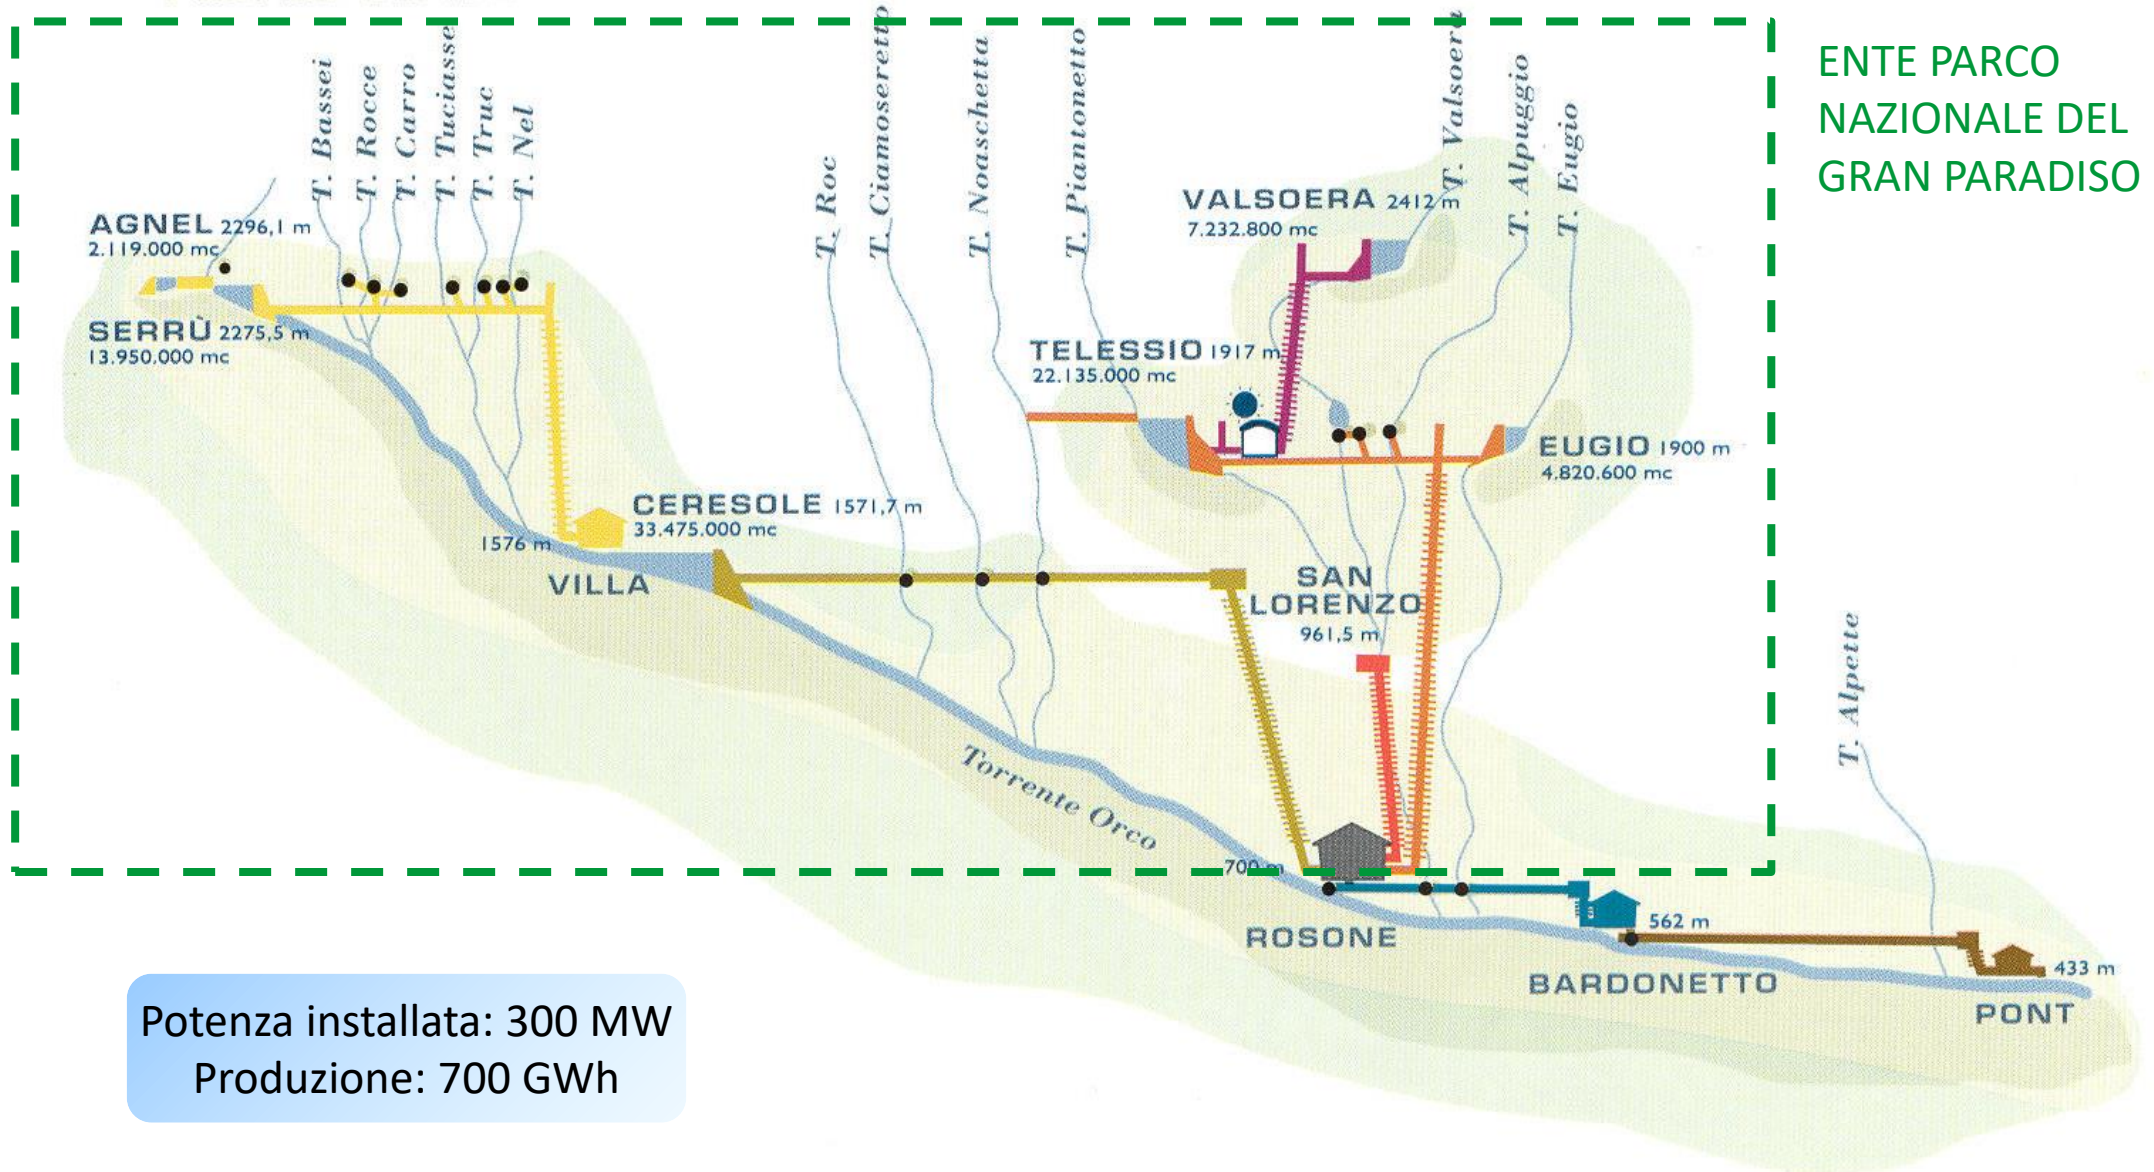 ENTE PARCO
NAZIONALE DEL
GRAN PARADISO
T. Bassei
T. Rocce
T. Carro
T. Tuciasse
T. Truc
T. Nel
T. Roc
T. Ciamoseretto
T. Noaschetta
T. Piantonetto
T. Valsoera
T. Alpuggio
T. Eugio
AGNEL 2296,1 m
2.119.000 mc
SERRÙ 2275,5 m
13.950.000 mc
VALSOERA 2412 m
7.232.800 mc
TELESSIO 1917 m
22.135.000 mc
EUGIO 1900 m
4.820.600 mc
CERESOLE 1571,7 m
33.475.000 mc
1576 m
VILLA
SAN
LORENZO
961,5 m
T. Alpette
Torrente Orco
700 m
ROSONE
562 m
BARDONETTO
433 m
PONT
Potenza installata: 300 MW
Produzione: 700 GWh